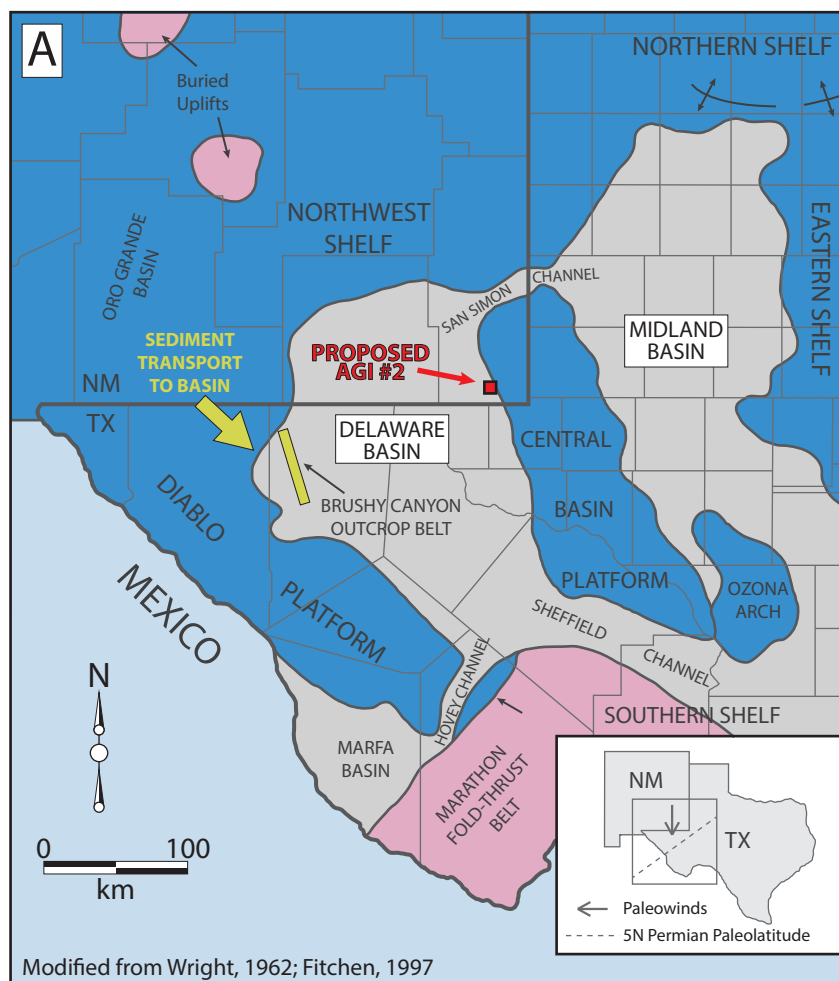 A
Buried
Uplifts
NORTHERN SHELF
NORTHWEST
SHELF
ORO GRANDE
BASIN
EASTERN SHELF
SAN SIMON
CHANNEL
MIDLAND
BASIN
SEDIMENT
TRANSPORT
TO BASIN
PROPOSED
AGI #2
NM
TX
DELAWARE
BASIN
CENTRAL
BASIN
PLATFORM
BRUSHY CANYON
OUTCROP BELT
DIABLO
PLATFORM
MEXICO
OZONA
ARCH
SHEFFIELD
CHANNEL
HOVEY CHANNEL
SOUTHERN SHELF
MARFA
BASIN
MARATHON
FOLD-THRUST
BELT
N
0 100
km
NM
TX
Paleowinds
5N Permian Paleolatitude
Modified from Wright, 1962; Fitchen, 1997